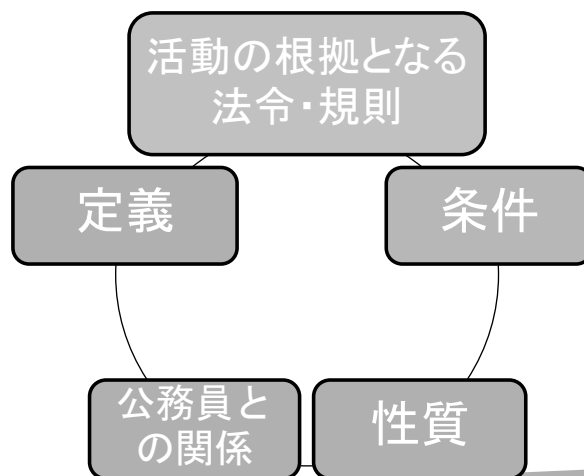 活動の根拠となる
法令・規則
定義
条件
公務員と
の関係
性質